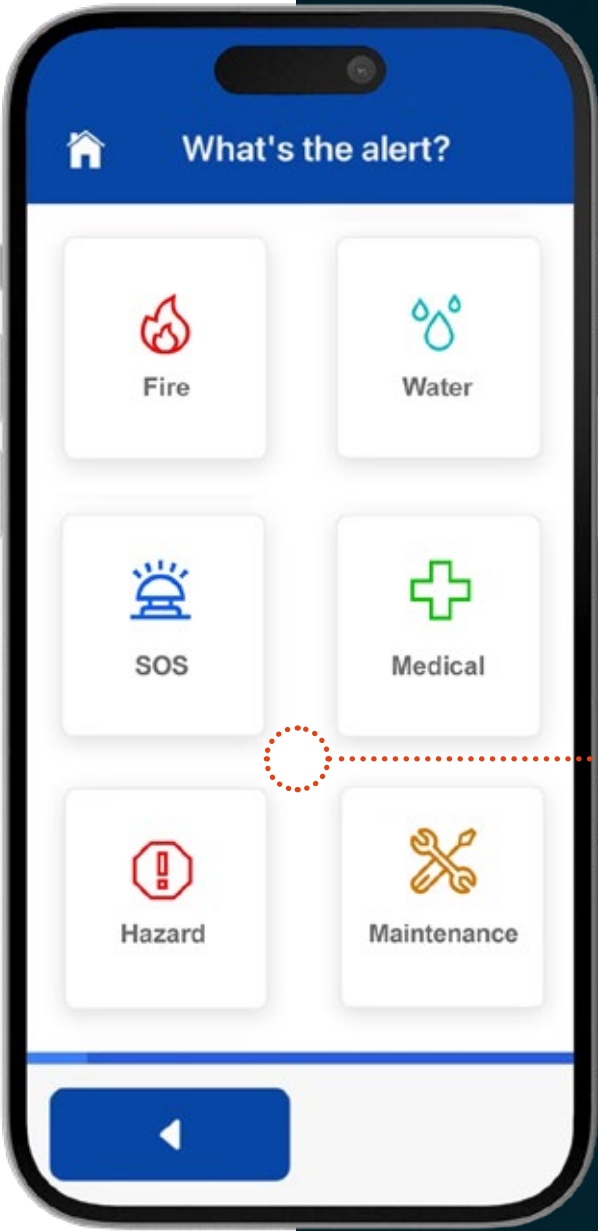 What's the alert?
Fire
Water
SOS
Medical
Hazard
Maintenance